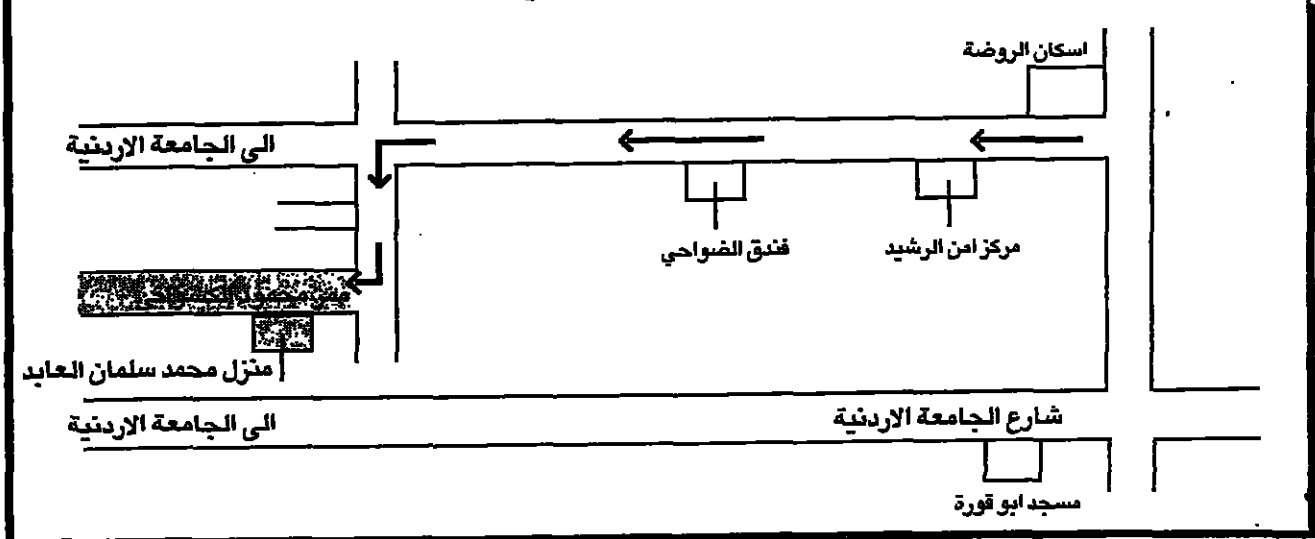 اسكان الروضة
الى الجامعة الاردنية
مركز امن الرشيد
فندق الضواحي
منزل محمد سلمان العابد
شارع الجامعة الاردنية
الى الجامعة الاردنية
مسجد ابو قورة